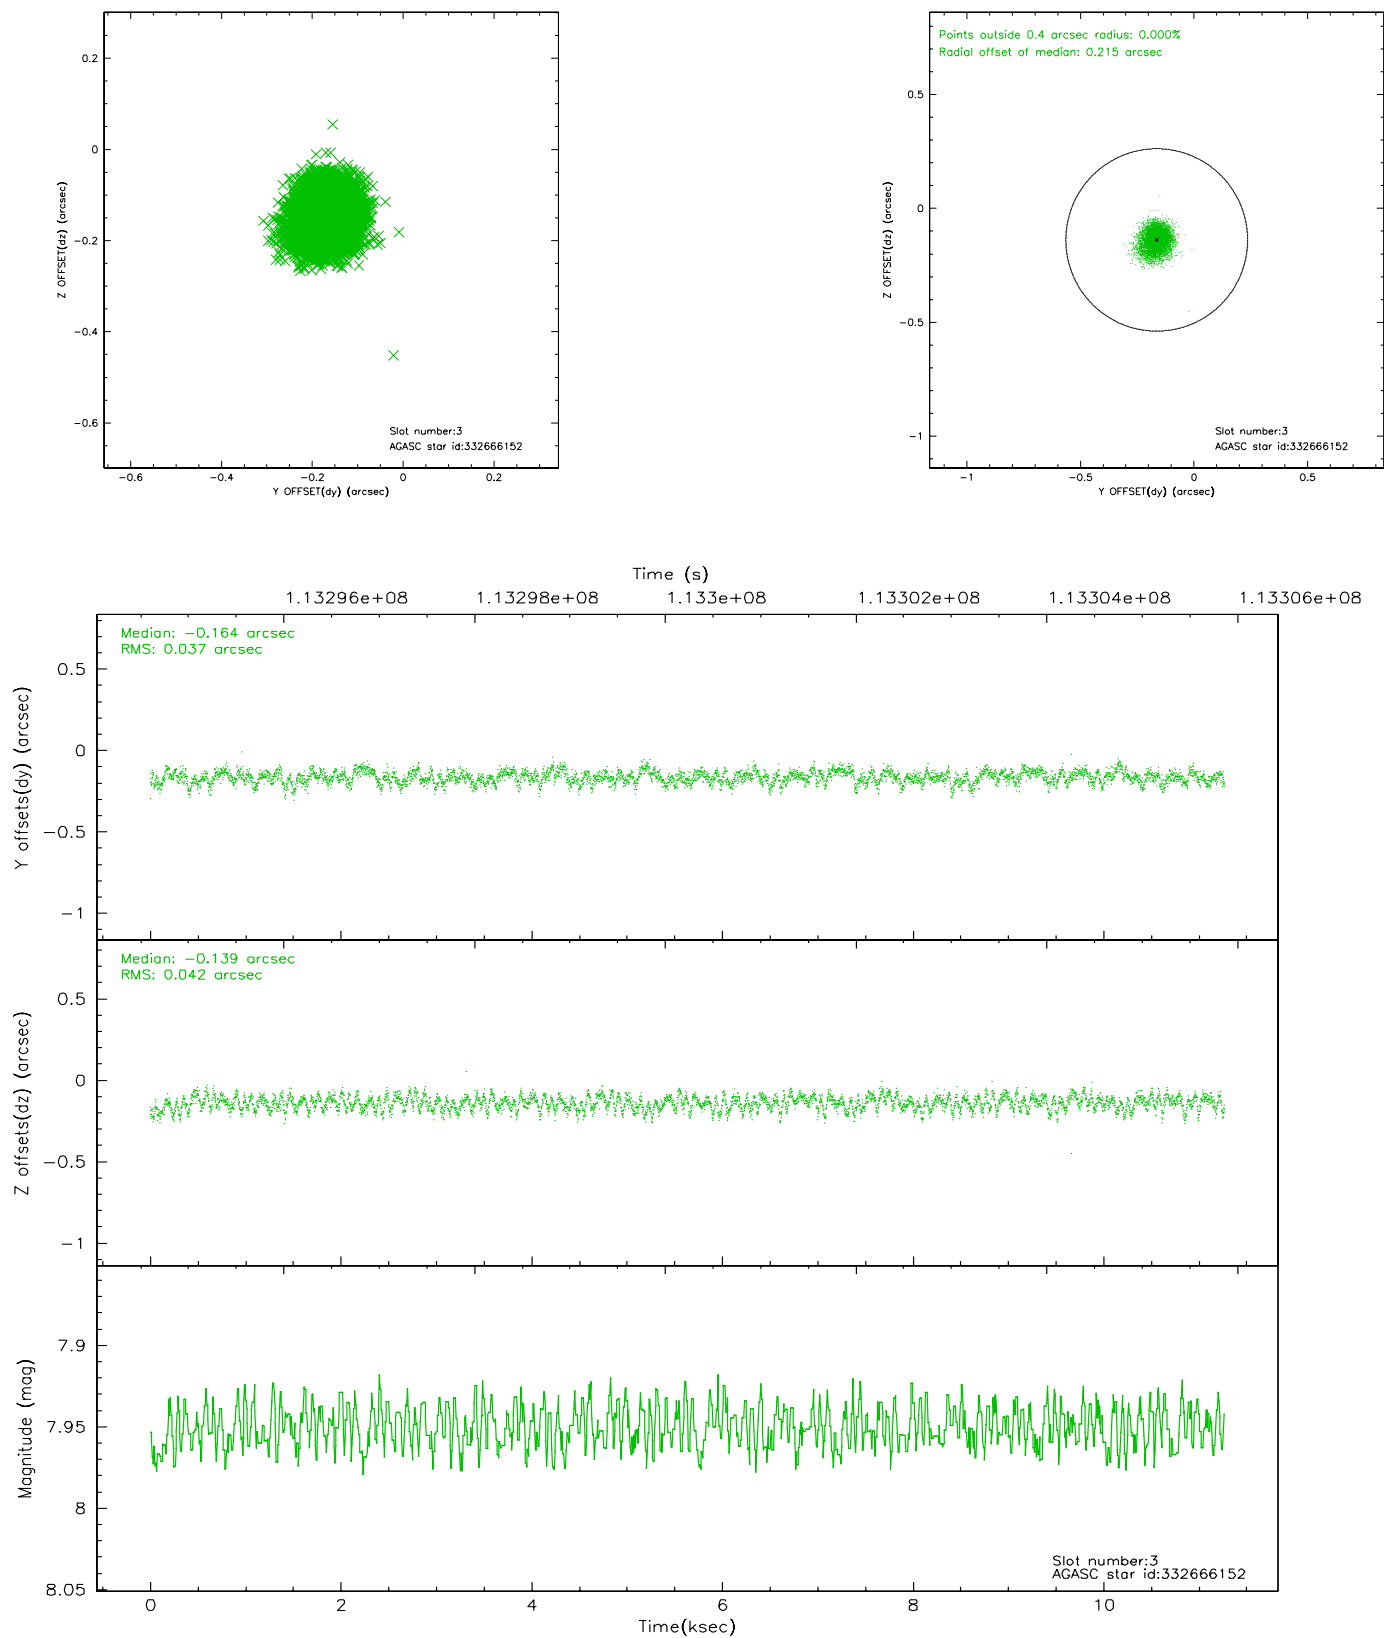 0.2
0
−0.2
−0.4
−0.6
Z OFFSET(dz) (arcsec)
Slot number:3
AGASC star id:332666152
−0.6 −0.4 −0.2 0 0.2
Y OFFSET(dy) (arcsec)
Points outside 0.4 arcsec radius: 0.000%
Radial offset of median: 0.215 arcsec
0.5
0
−0.5
−1
Z OFFSET(dz) (arcsec)
Slot number:3
AGASC star id:332666152
−1 −0.5 0 0.5
Y OFFSET(dy) (arcsec)
Time (s)
1.13296e+08 1.13298e+08 1.133e+08 1.13302e+08 1.13304e+08 1.13306e+08
Median: −0.164 arcsec
RMS: 0.037 arcsec
0.5
0
−0.5
−1
Y offsets(dy) (arcsec)
Median: −0.139 arcsec
RMS: 0.042 arcsec
0.5
0
−0.5
−1
Z offsets(dz) (arcsec)
7.9
7.95
8
8.05
Magnitude (mag)
Slot number:3
AGASC star id:332666152
0 2 4 6 8 10
Time(ksec)